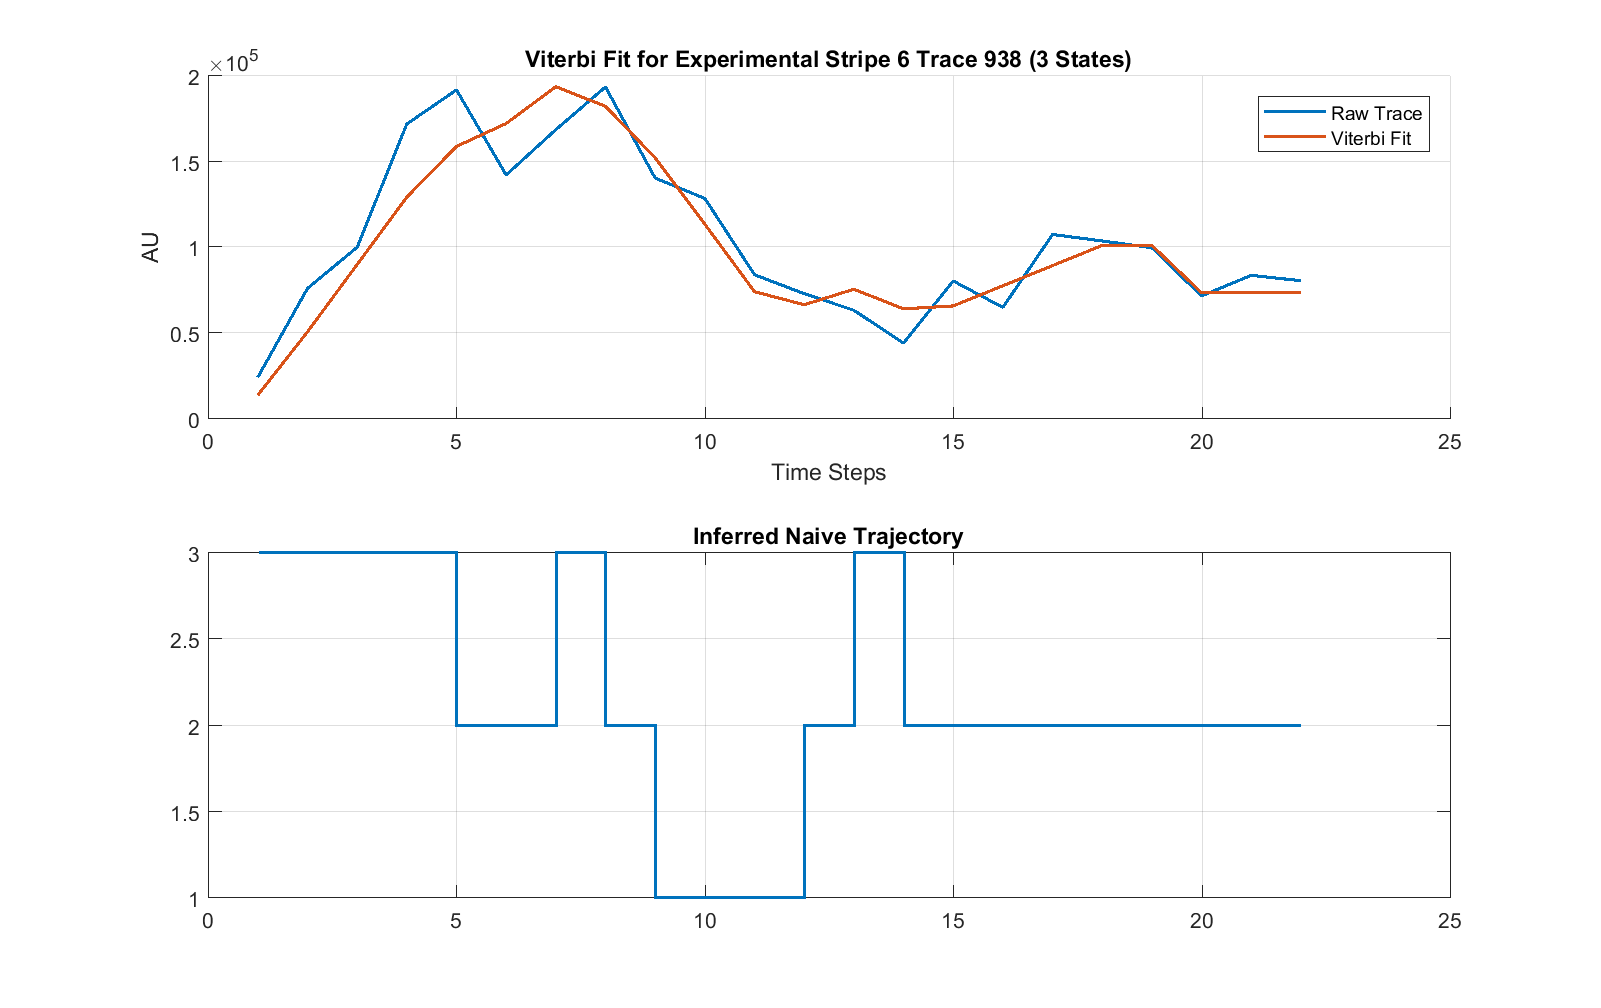 Viterbi Fit for Experimental Stripe 6 Trace 938 (3 States)
×10^5
2
1.5
1
0.5
0
AU
Raw Trace
Viterbi Fit
0 5 10 15 20 25
Time Steps
Inferred Naive Trajectory
3
2.5
2
1.5
1
0 5 10 15 20 25